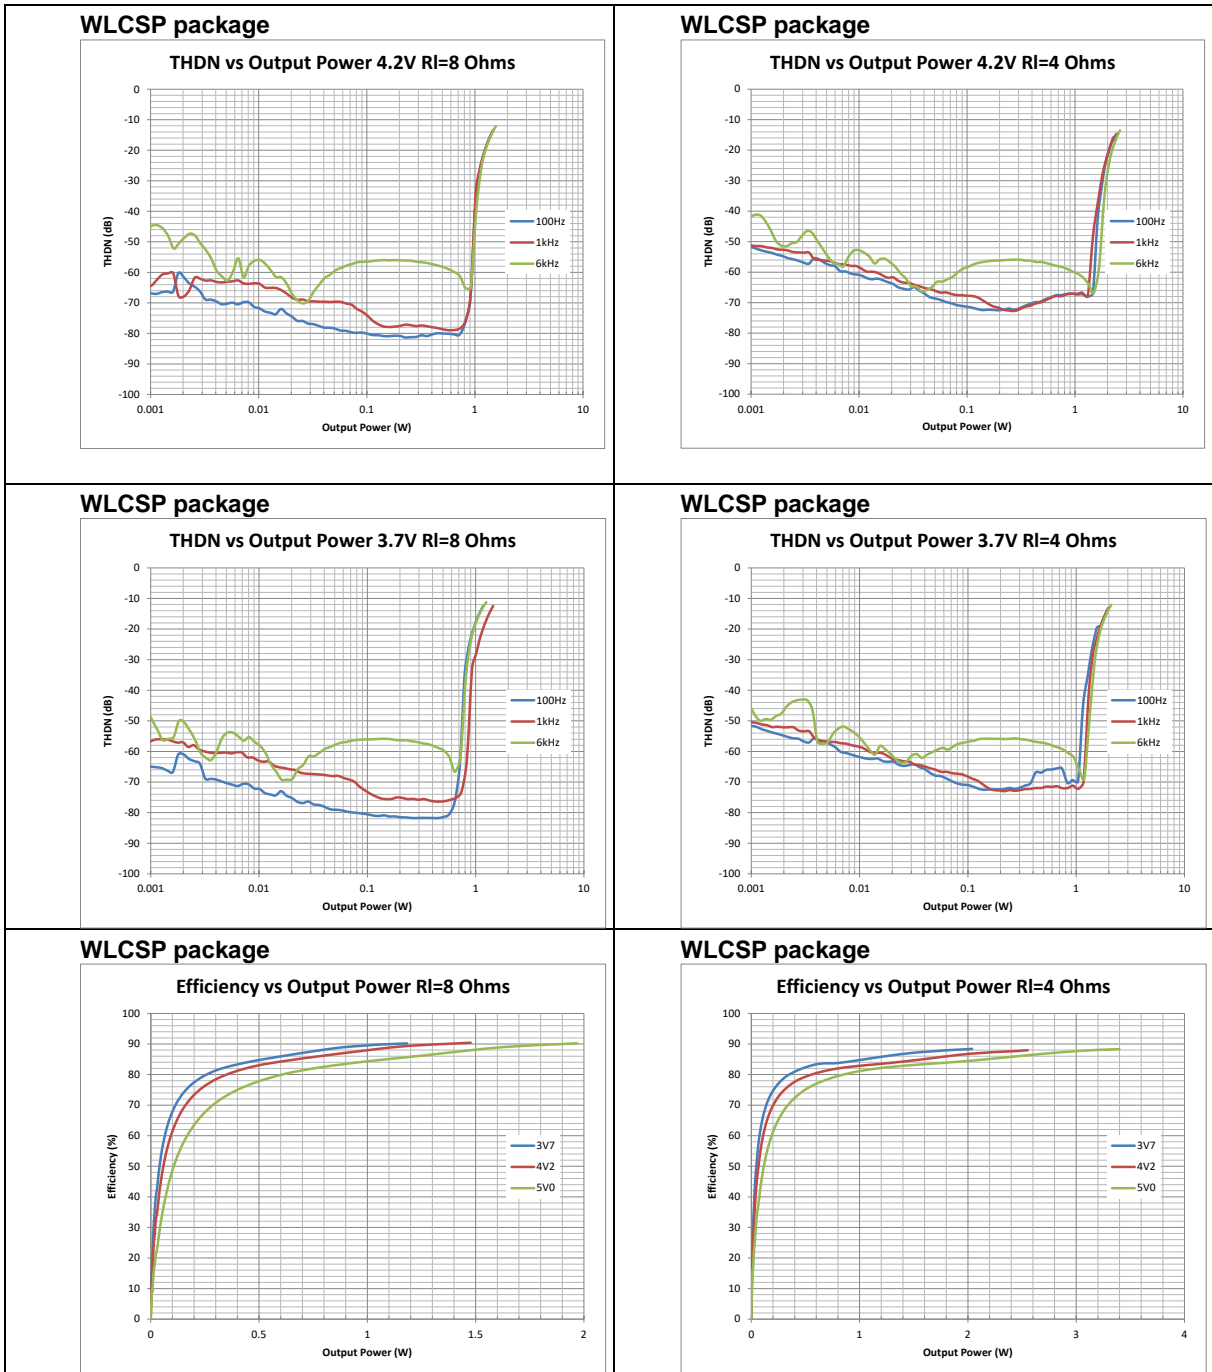 WLCSP package
THDN vs Output Power 4.2V Rl=8 Ohms
0
-10
-20
-30
-40
-50
-60
-70
-80
-90
-100
THDN (dB)
100Hz
1kHz
6kHz
0.001 0.01 0.1 1 10
Output Power (W)
WLCSP package
THDN vs Output Power 4.2V Rl=4 Ohms
0
-10
-20
-30
-40
-50
-60
-70
-80
-90
-100
THDN (dB)
100Hz
1kHz
6kHz
0.001 0.01 0.1 1 10
Output Power (W)
WLCSP package
THDN vs Output Power 3.7V Rl=8 Ohms
0
-10
-20
-30
-40
-50
-60
-70
-80
-90
-100
THDN (dB)
100Hz
1kHz
6kHz
0.001 0.01 0.1 1 10
Output Power (W)
WLCSP package
THDN vs Output Power 3.7V Rl=4 Ohms
0
-10
-20
-30
-40
-50
-60
-70
-80
-90
-100
THDN (dB)
100Hz
1kHz
6kHz
0.001 0.01 0.1 1 10
Output Power (W)
WLCSP package
Efficiency vs Output Power Rl=8 Ohms
100
90
80
70
60
50
40
30
20
10
0
Efficiency (%)
3V7
4V2
5V0
0 0.5 1 1.5 2
Output Power (W)
WLCSP package
Efficiency vs Output Power Rl=4 Ohms
100
90
80
70
60
50
40
30
20
10
0
Efficiency (%)
3V7
4V2
5V0
0 1 2 3 4
Output Power (W)